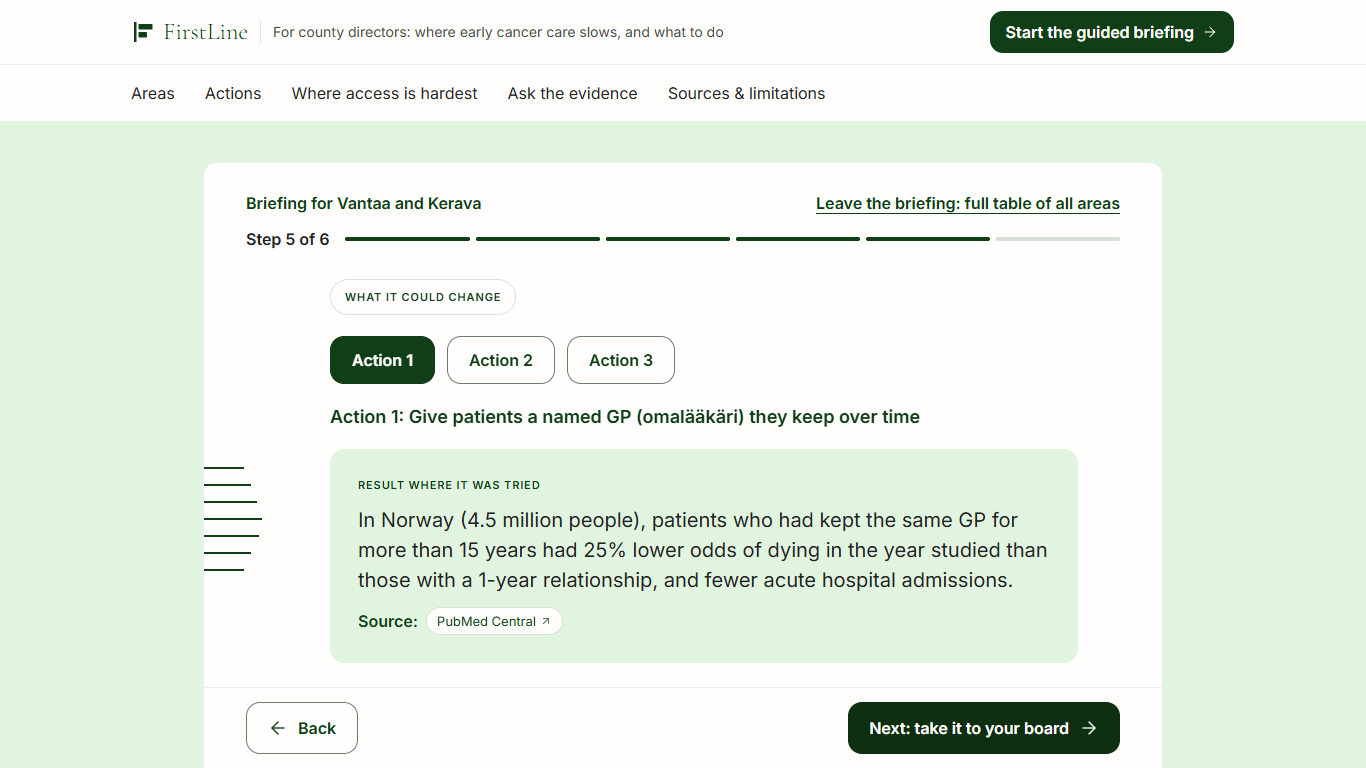 FirstLine
For county directors: where early cancer care slows, and what to do
Start the guided briefing →
Areas
Actions
Where access is hardest
Ask the evidence
Sources & limitations
Briefing for Vantaa and Kerava
Leave the briefing: full table of all areas
Step 5 of 6
WHAT IT COULD CHANGE
Action 1
Action 2
Action 3
Action 1: Give patients a named GP (omalääkäri) they keep over time
RESULT WHERE IT WAS TRIED
In Norway (4.5 million people), patients who had kept the same GP for
more than 15 years had 25% lower odds of dying in the year studied than
those with a 1-year relationship, and fewer acute hospital admissions.
Source: PubMed Central ↗
← Back
Next: take it to your board →